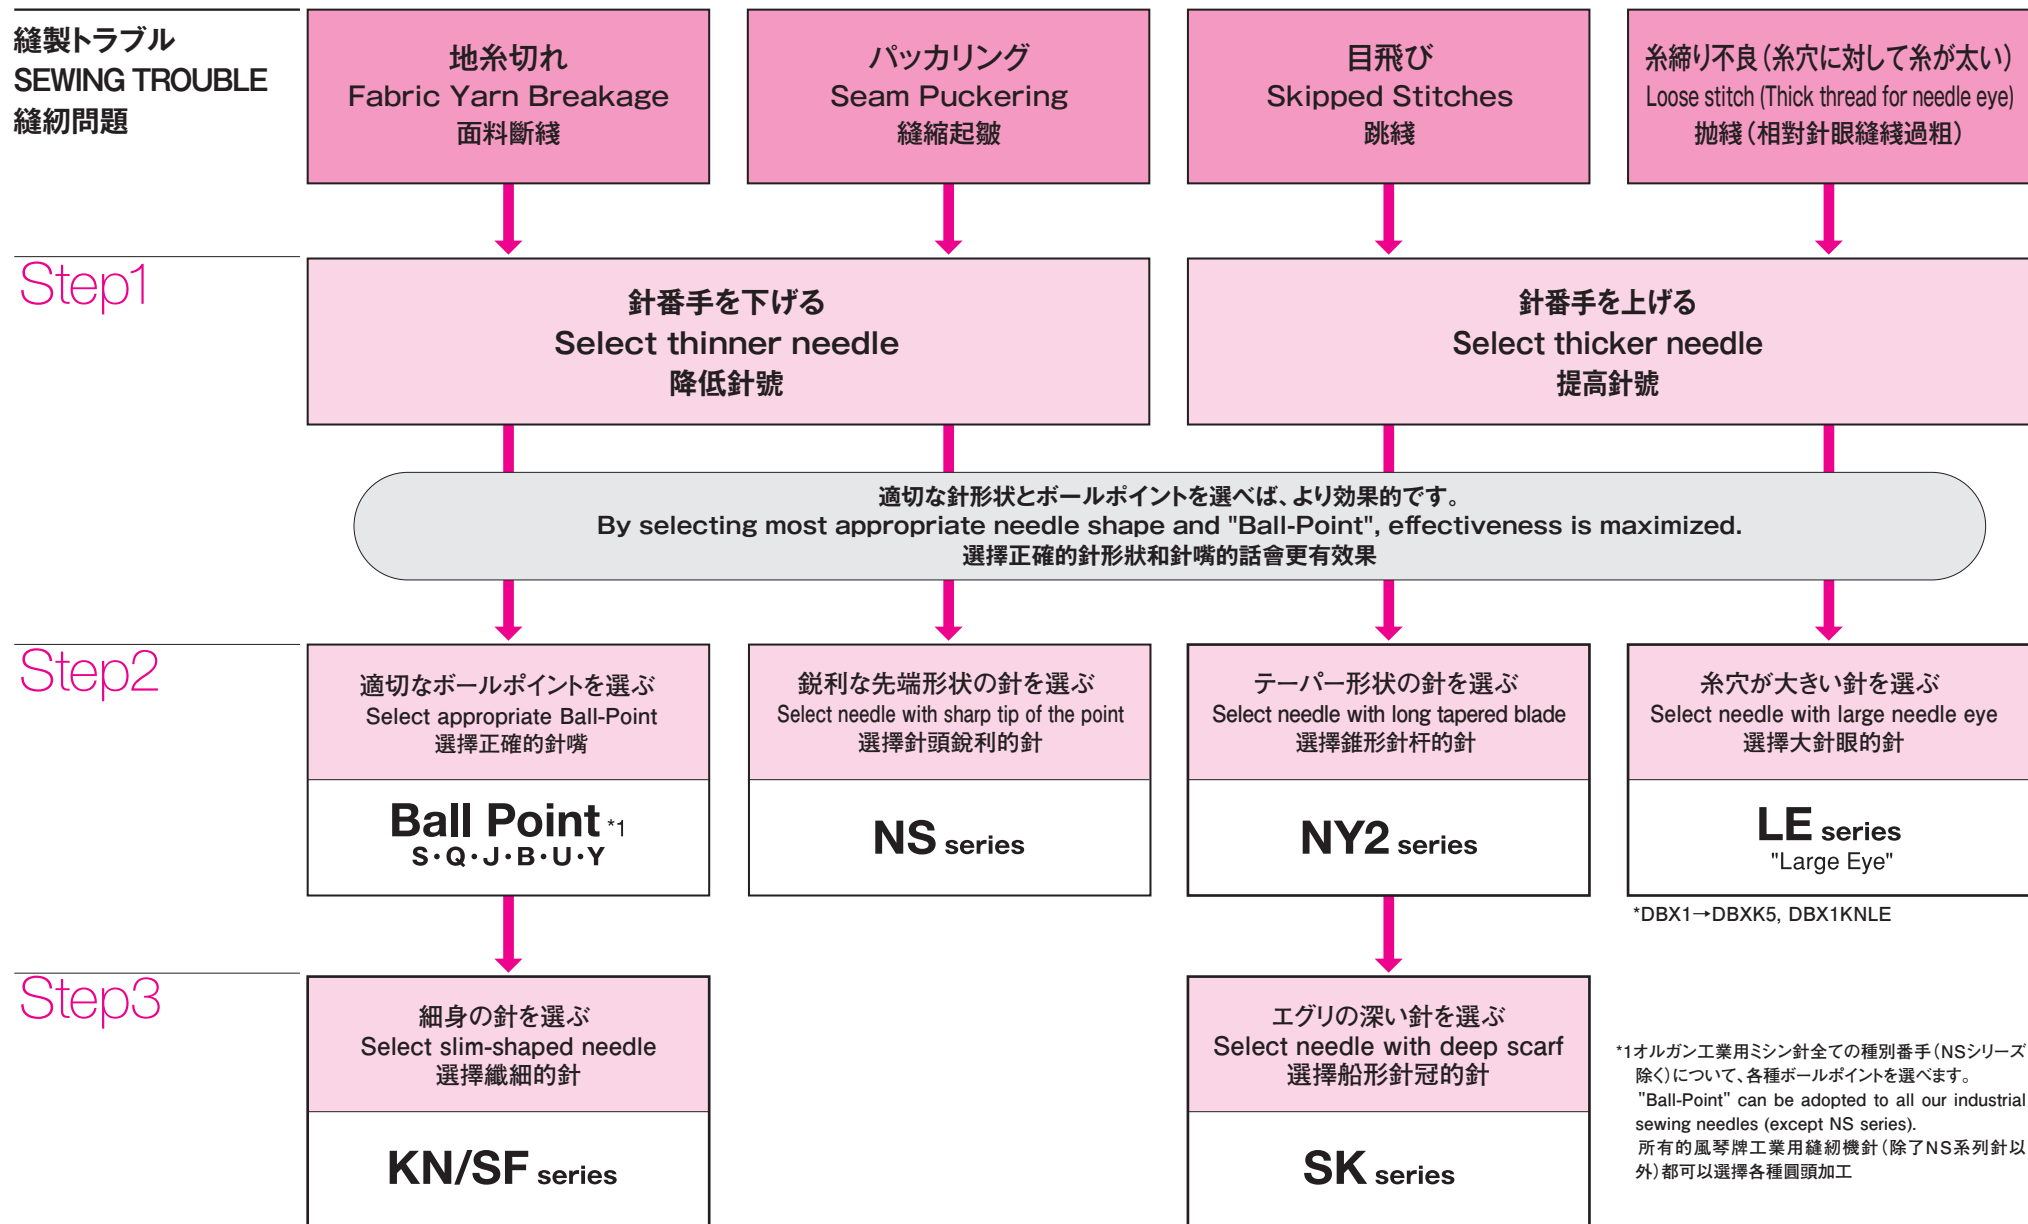 縫製トラブル
SEWING TROUBLE
縫紉問題
地糸切れ
Fabric Yarn Breakage
面料斷綫
パッカリング
Seam Puckering
縫縮起皺
目飛び
Skipped Stitches
跳綫
糸締り不良（糸穴に対して糸が太い）
Loose stitch (Thick thread for needle eye)
抛綫（相對針眼縫綫過粗）
Step1
針番手を下げる
Select thinner needle
降低針號
針番手を上げる
Select thicker needle
提高針號
適切な針形状とボールポイントを選べば、より効果的です。
By selecting most appropriate needle shape and "Ball-Point", effectiveness is maximized.
選擇正確的針形狀和針嘴的話會更有效果
Step2
適切なボールポイントを選ぶ
Select appropriate Ball-Point
選擇正確的針嘴
Ball Point *1
S・Q・J・B・U・Y
鋭利な先端形状の針を選ぶ
Select needle with sharp tip of the point
選擇針頭銳利的針
NS series
テーパー形状の針を選ぶ
Select needle with long tapered blade
選擇錐形針杆的針
NY2 series
糸穴が大きい針を選ぶ
Select needle with large needle eye
選擇大針眼的針
LE series
"Large Eye"
*DBX1→DBXK5, DBX1KNLE
Step3
細身の針を選ぶ
Select slim-shaped needle
選擇纖細的針
KN/SF series
エグリの深い針を選ぶ
Select needle with deep scarf
選擇船形針冠的針
SK series
*1オルガン工業用ミシン針全ての種別番手（NSシリーズ
除く）について、各種ボールポイントを選べます。
"Ball-Point" can be adopted to all our industrial
sewing needles (except NS series).
所有的風琴牌工業用縫紉機針（除了NS系列針以
外）都可以選擇各種圓頭加工